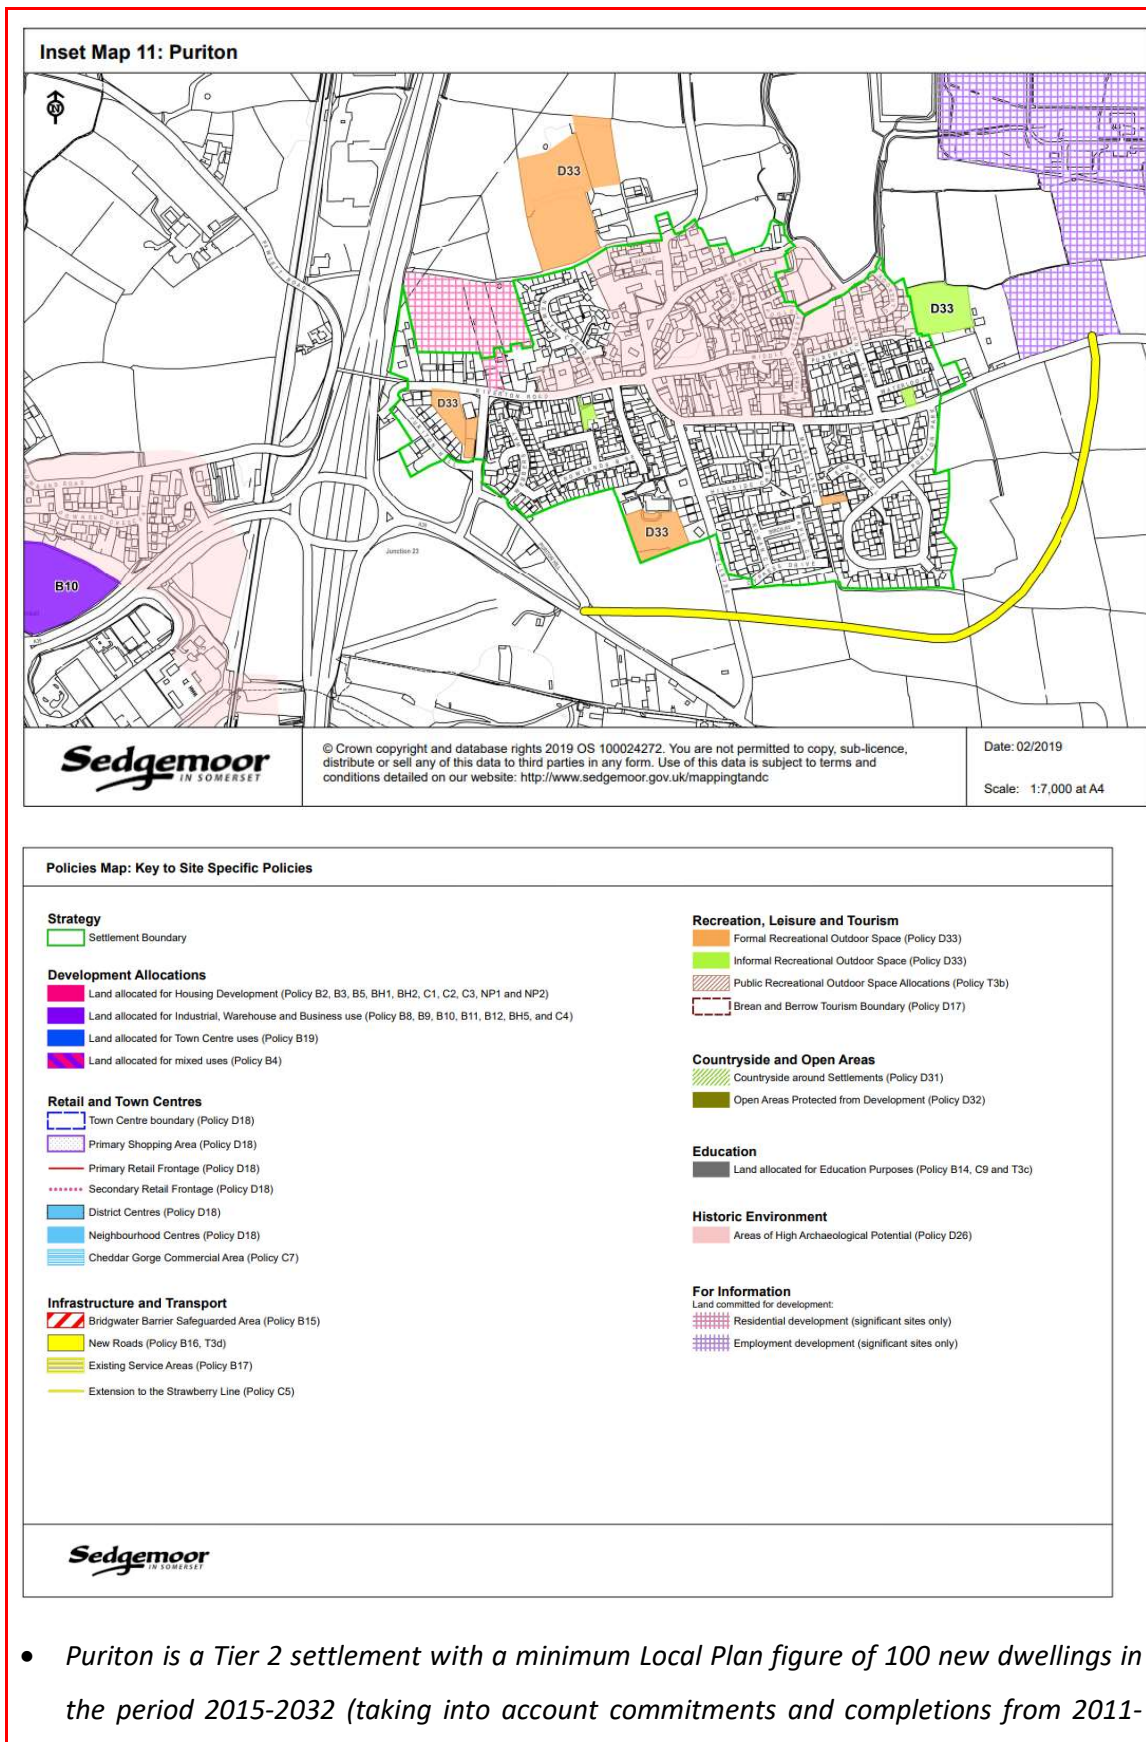 Inset Map 11: Puriton
N
D33
D33
D33
D33
B10
Junction 23
A39
A38
PURITON HILL
RIVERTON ROAD
HILLSIDE
DRIVE
Sedgemoor
IN SOMERSET
© Crown copyright and database rights 2019 OS 100024272. You are not permitted to copy, sub-licence,
distribute or sell any of this data to third parties in any form. Use of this data is subject to terms and
conditions detailed on our website: http://www.sedgemoor.gov.uk/mappingtandc
Date: 02/2019
Scale: 1:7,000 at A4
Policies Map: Key to Site Specific Policies
Strategy
Settlement Boundary
Development Allocations
Land allocated for Housing Development (Policy B2, B3, B5, BH1, BH2, C1, C2, C3, NP1 and NP2)
Land allocated for Industrial, Warehouse and Business use (Policy B8, B9, B10, B11, B12, BH5, and C4)
Land allocated for Town Centre uses (Policy B19)
Land allocated for mixed uses (Policy B4)
Retail and Town Centres
Town Centre boundary (Policy D18)
Primary Shopping Area (Policy D18)
Primary Retail Frontage (Policy D18)
Secondary Retail Frontage (Policy D18)
District Centres (Policy D18)
Neighbourhood Centres (Policy D18)
Cheddar Gorge Commercial Area (Policy C7)
Infrastructure and Transport
Bridgwater Barrier Safeguarded Area (Policy B15)
New Roads (Policy B16, T3d)
Existing Service Areas (Policy B17)
Extension to the Strawberry Line (Policy C5)
Recreation, Leisure and Tourism
Formal Recreational Outdoor Space (Policy D33)
Informal Recreational Outdoor Space (Policy D33)
Public Recreational Outdoor Space Allocations (Policy T3b)
Brean and Berrow Tourism Boundary (Policy D17)
Countryside and Open Areas
Countryside around Settlements (Policy D31)
Open Areas Protected from Development (Policy D32)
Education
Land allocated for Education Purposes (Policy B14, C9 and T3c)
Historic Environment
Areas of High Archaeological Potential (Policy D26)
For Information
Land committed for development:
Residential development (significant sites only)
Employment development (significant sites only)
Sedgemoor
IN SOMERSET
• Puriton is a Tier 2 settlement with a minimum Local Plan figure of 100 new dwellings in
the period 2015-2032 (taking into account commitments and completions from 2011-